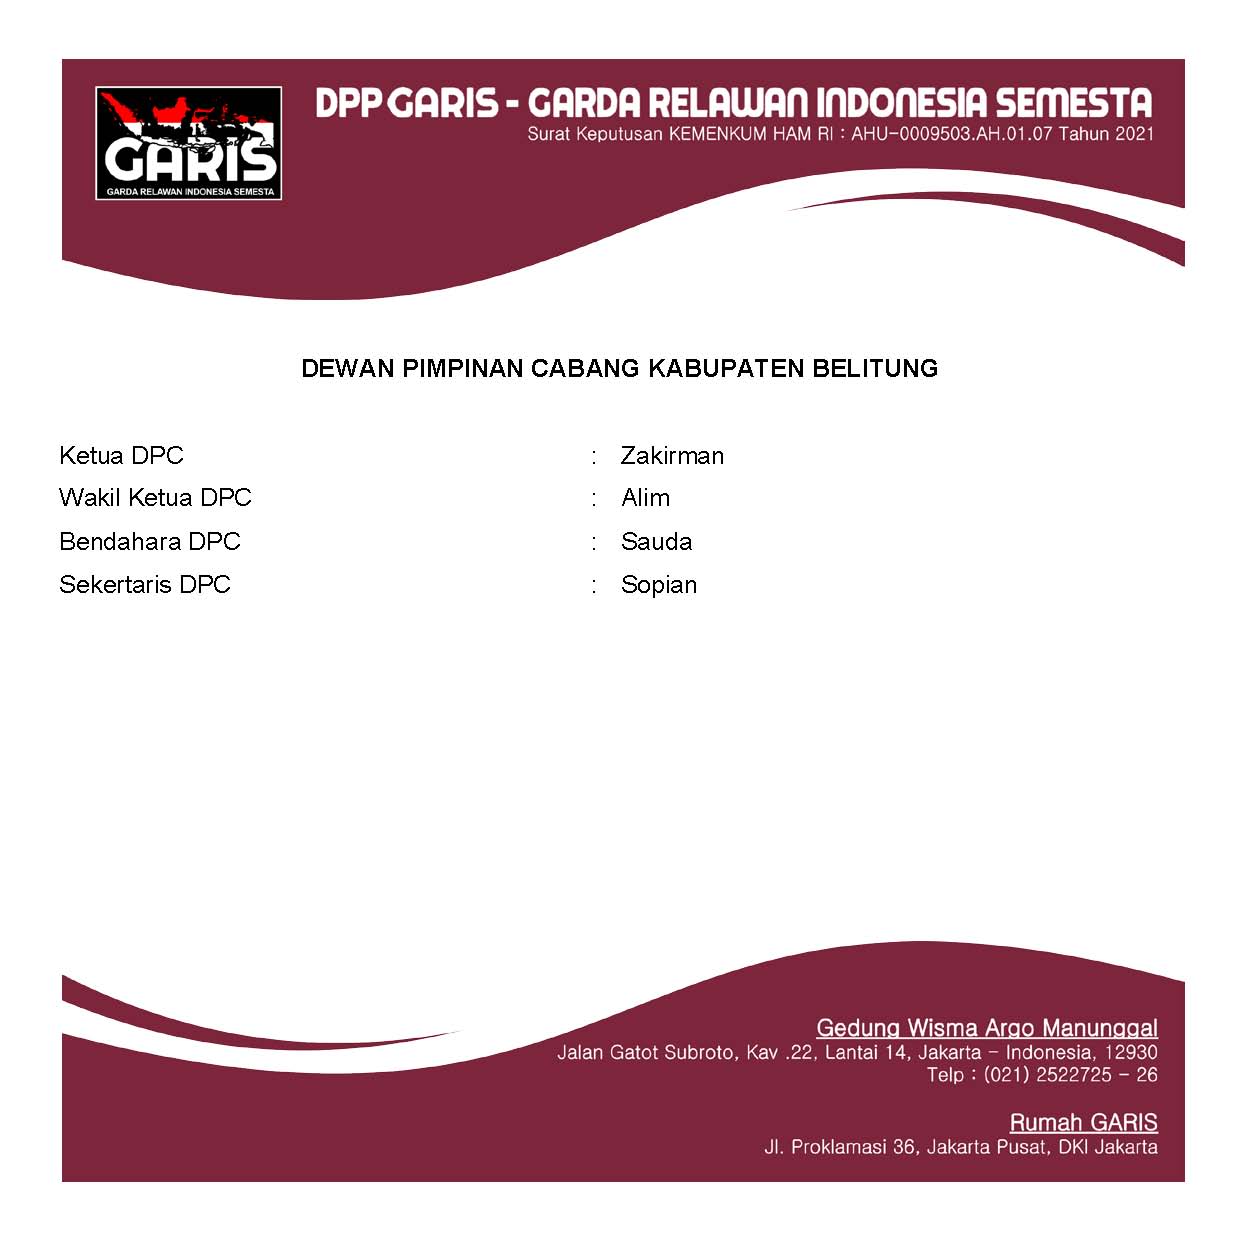 GARIS
GARDA RELAWAN INDONESIA SEMESTA
DPP GARIS - GARDA RELAWAN INDONESIA SEMESTA
Surat Keputusan KEMENKUM HAM RI : AHU-0009503.AH.01.07 Tahun 2021
DEWAN PIMPINAN CABANG KABUPATEN BELITUNG
Ketua DPC : Zakirman
Wakil Ketua DPC : Alim
Bendahara DPC : Sauda
Sekertaris DPC : Sopian
Gedung Wisma Argo Manunggal
Jalan Gatot Subroto, Kav .22, Lantai 14, Jakarta - Indonesia, 12930
Telp : (021) 2522725 - 26
Rumah GARIS
Jl. Proklamasi 36, Jakarta Pusat, DKI Jakarta